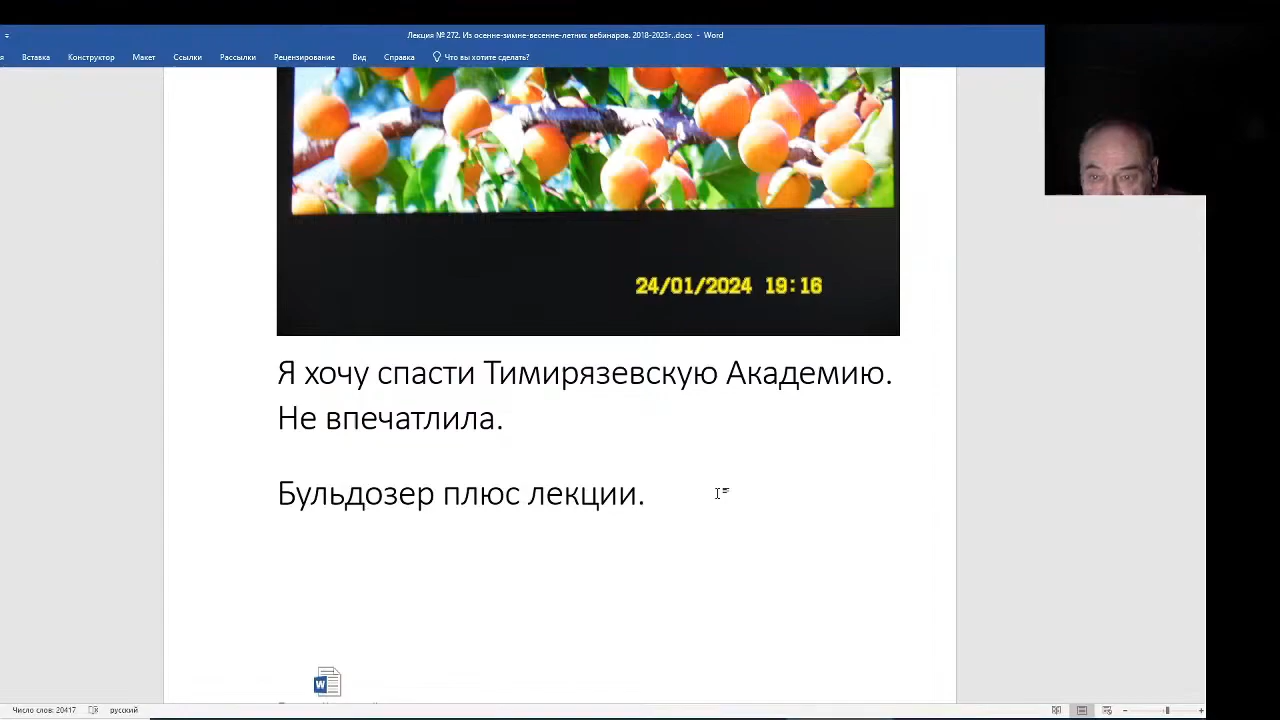 Лекция № 272. Из осенне-зимне-весенне-летних вебинаров. 2018-2023г..docx - Word
Вставка Конструктор Макет Ссылки Рассылки Рецензирование Вид Справка Что вы хотите сделать?
24/01/2024 19:16
Я хочу спасти Тимирязевскую Академию.
Не впечатлила.
Бульдозер плюс лекции.
Число слов: 20417 русский